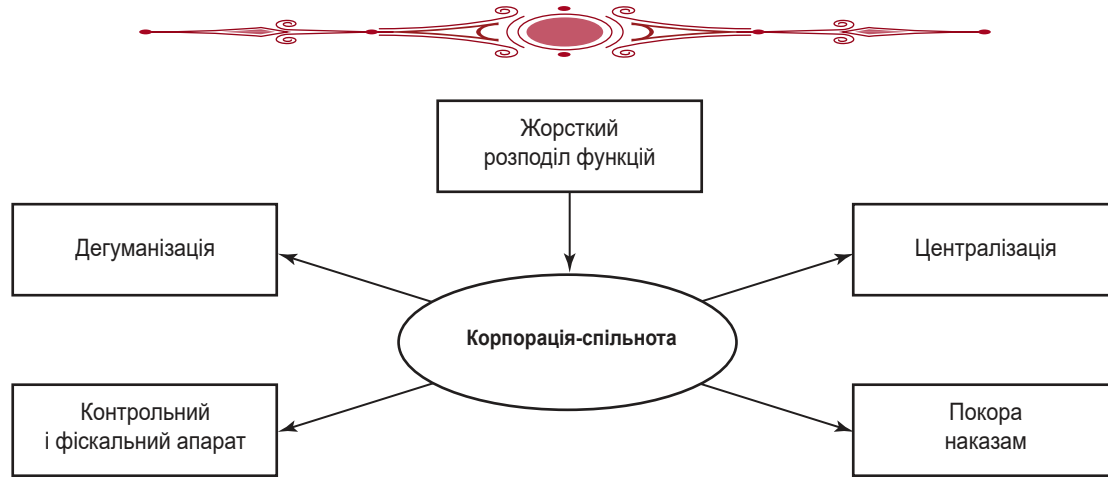 Жорсткий
розподіл функцій
Дегуманізація
Централізація
Корпорація-спільнота
Контрольний
і фіскальний апарат
Покора
наказам